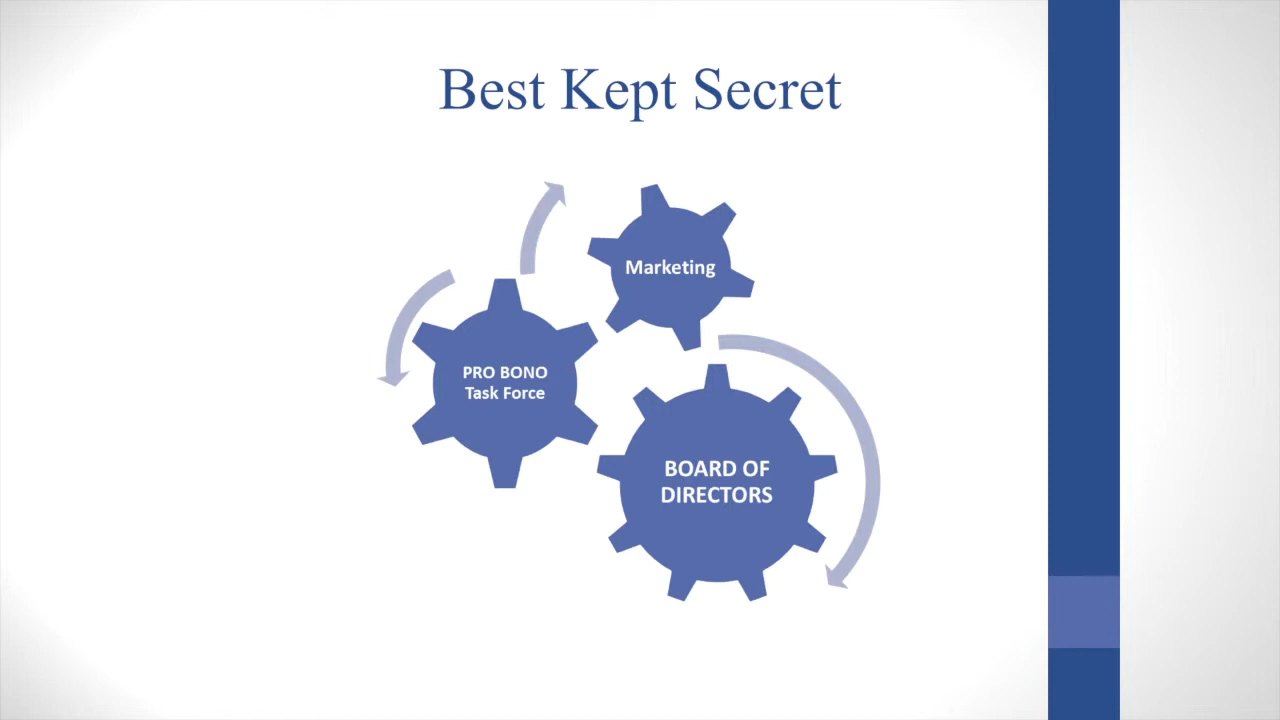 Best Kept Secret
Marketing
PRO BONO
Task Force
BOARD OF
DIRECTORS